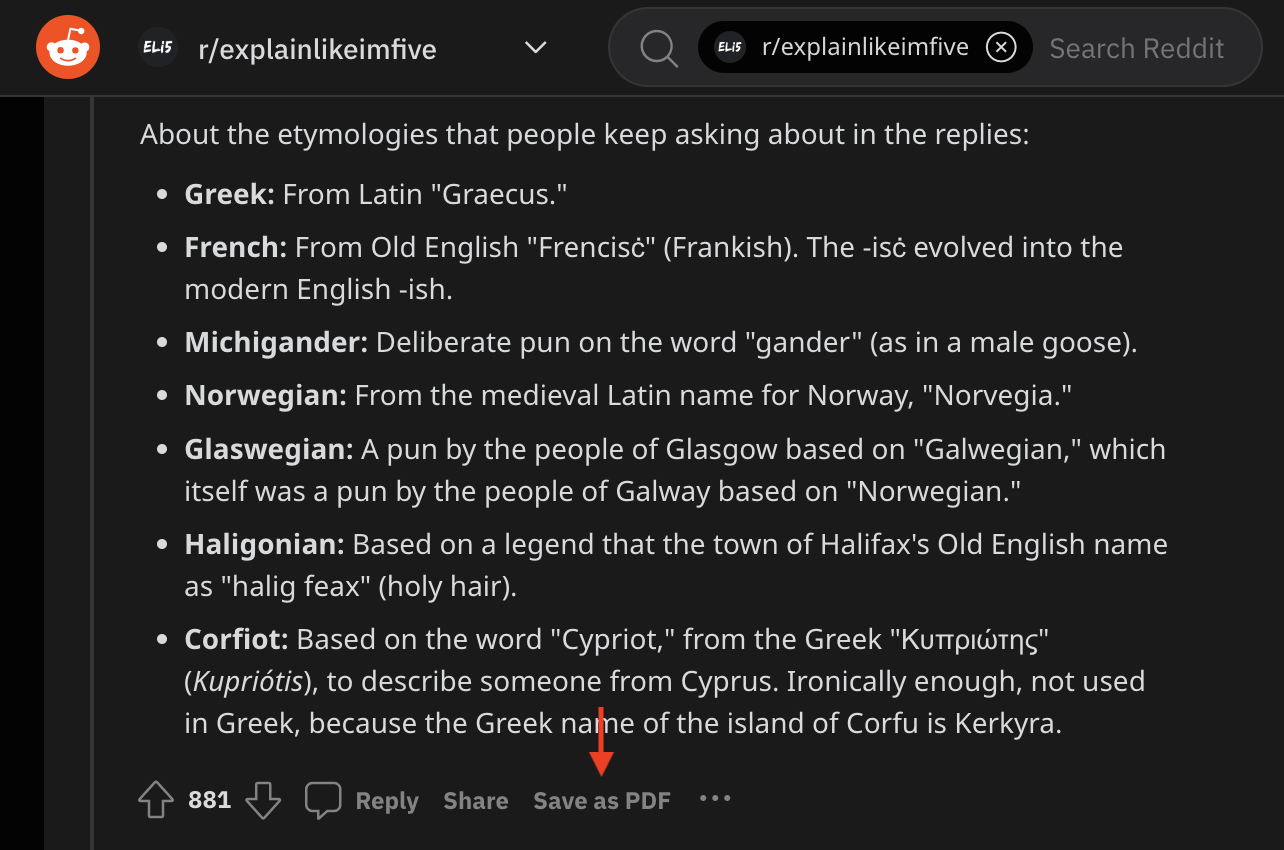 ELI5 r/explainlikeimfive ELI5 r/explainlikeimfive Search Reddit
About the etymologies that people keep asking about in the replies:
• Greek: From Latin "Graecus."
• French: From Old English "Frencisċ" (Frankish). The -isċ evolved into the
modern English -ish.
• Michigander: Deliberate pun on the word "gander" (as in a male goose).
• Norwegian: From the medieval Latin name for Norway, "Norvegia."
• Glaswegian: A pun by the people of Glasgow based on "Galwegian," which
itself was a pun by the people of Galway based on "Norwegian."
• Haligonian: Based on a legend that the town of Halifax's Old English name
as "halig feax" (holy hair).
• Corfiot: Based on the word "Cypriot," from the Greek "Κυπριώτης"
(Kupriótis), to describe someone from Cyprus. Ironically enough, not used
in Greek, because the Greek name of the island of Corfu is Kerkyra.
881 Reply Share Save as PDF ...